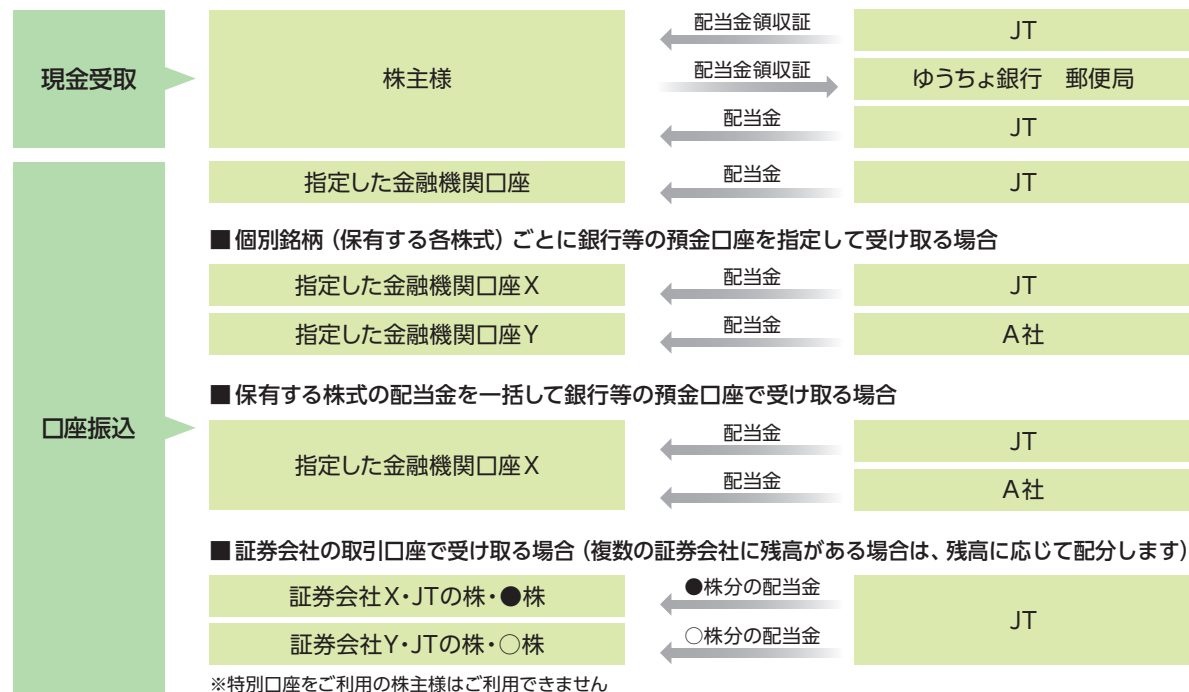 現金受取
株主様
配当金領収証
JT
配当金領収証
ゆうちょ銀行　郵便局
配当金
JT
口座振込
指定した金融機関口座
配当金
JT
■個別銘柄（保有する各株式）ごとに銀行等の預金口座を指定して受け取る場合
指定した金融機関口座X
配当金
JT
指定した金融機関口座Y
配当金
A社
■保有する株式の配当金を一括して銀行等の預金口座で受け取る場合
指定した金融機関口座X
配当金
JT
配当金
A社
■証券会社の取引口座で受け取る場合（複数の証券会社に残高がある場合は、残高に応じて配分します）
証券会社X・JTの株・●株
●株分の配当金
JT
証券会社Y・JTの株・○株
○株分の配当金
※特別口座をご利用の株主様はご利用できません